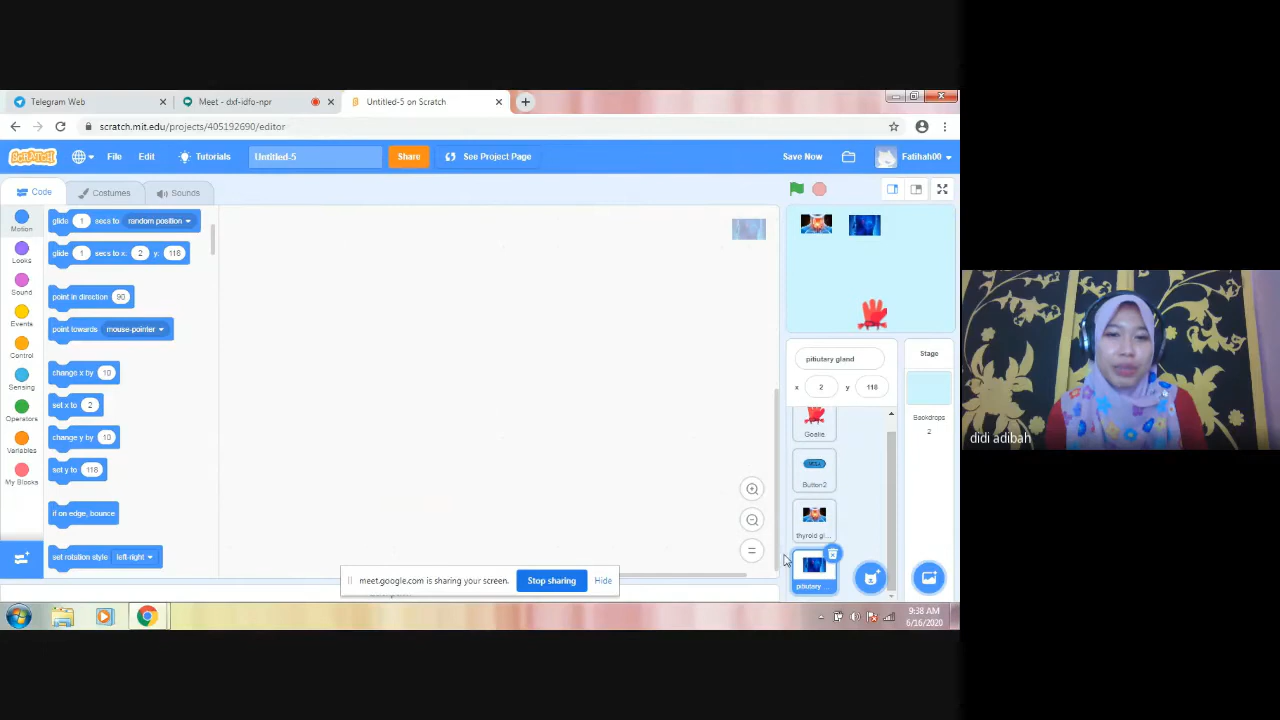 Telegram Web
Meet - dxf-idfo-npr
Untitled-5 on Scratch
scratch.mit.edu/projects/405192690/editor
SCRATCH
File
Edit
Tutorials
Untitled-5
Share
See Project Page
Save Now
Fatihah00
Code
Costumes
Sounds
Motion
Looks
Sound
Events
Control
Sensing
Operators
Variables
My Blocks
glide 1 secs to random position
glide 1 secs to x: 2 y: 118
point in direction 90
point towards mouse-pointer
change x by 10
set x to 2
change y by 10
set y to 118
if on edge, bounce
set rotation style left-right
pitiutary gland
x 2 y 118
Goalie
Button2
thyroid gl...
pitiutary ...
Stage
Backdrops
2
meet.google.com is sharing your screen.
Stop sharing
Hide
9:38 AM
6/16/2020
didi adibah